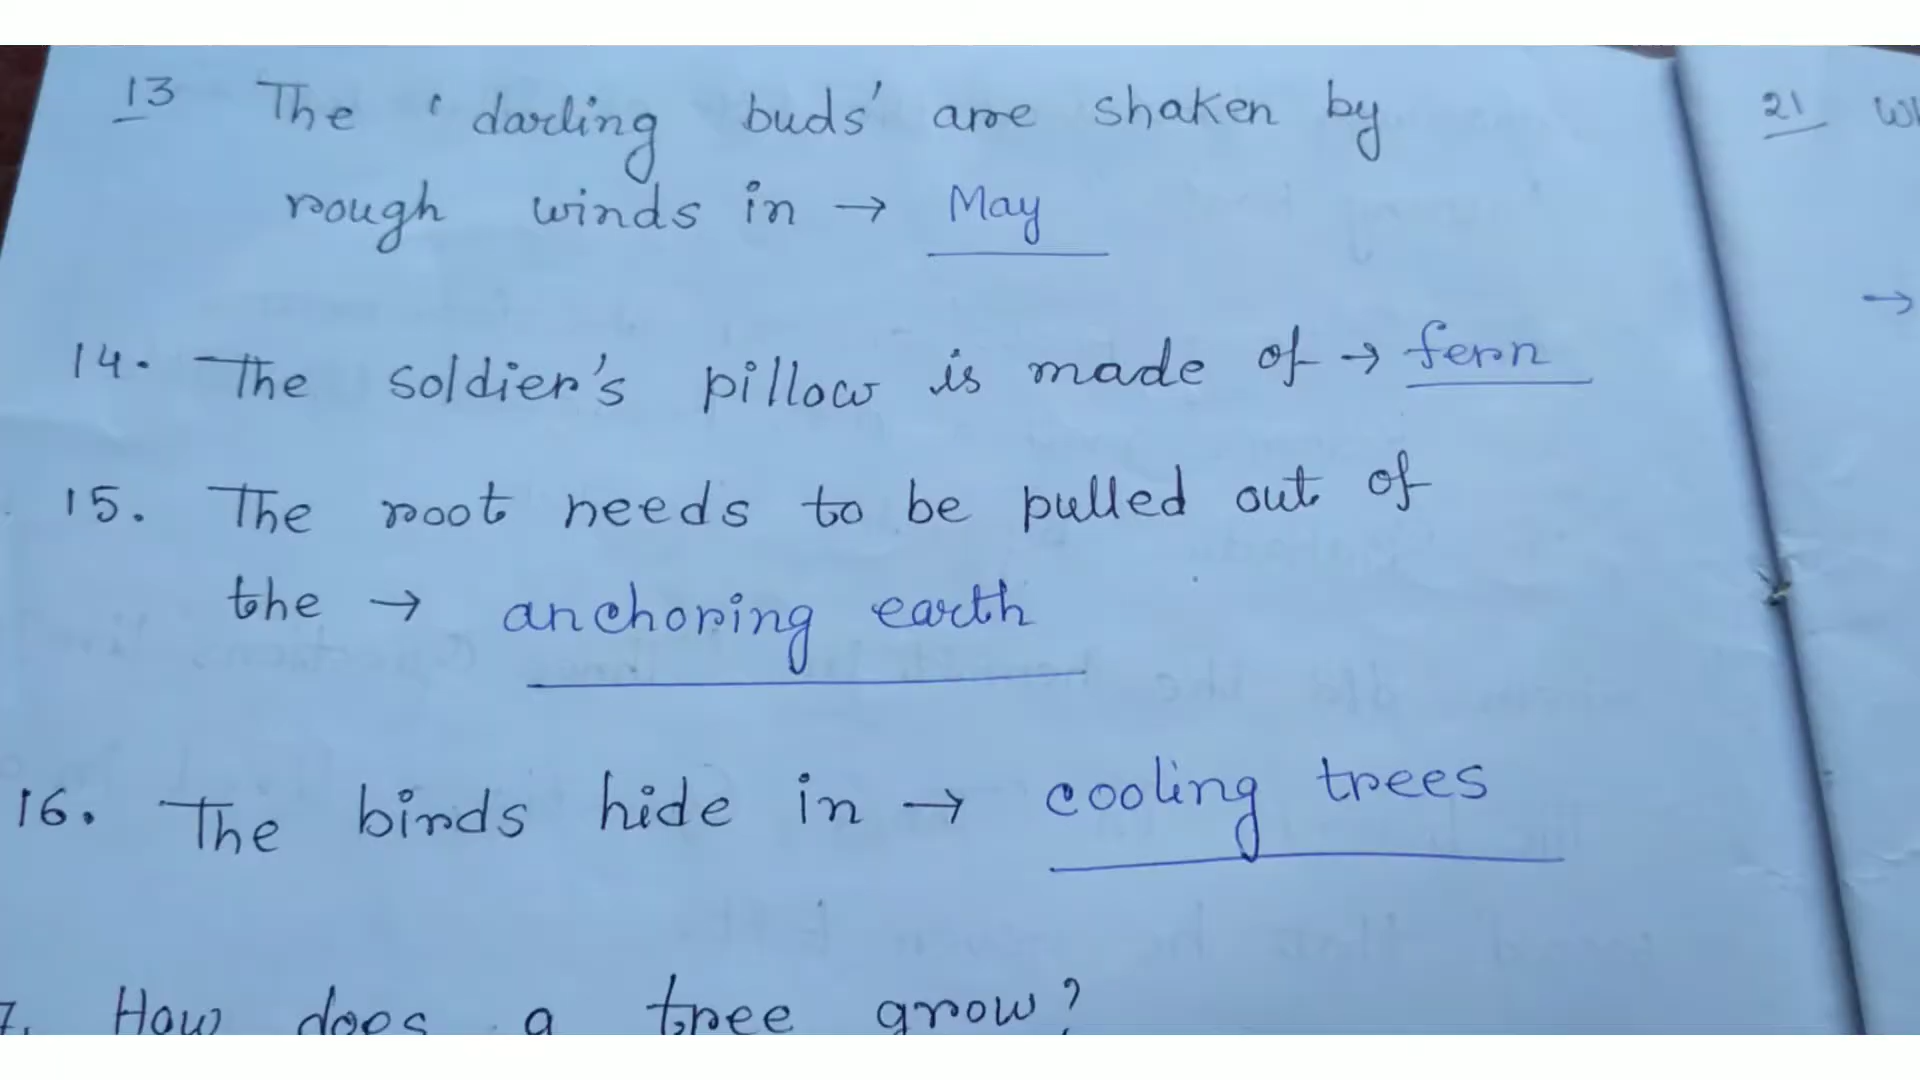 13 The 'darling buds' are shaken by
rough winds in → May
14. The soldier's pillow is made of → fern
15. The root needs to be pulled out of
the → anchoring earth
16. The birds hide in → cooling trees
7. How does a tree grow?
21
→